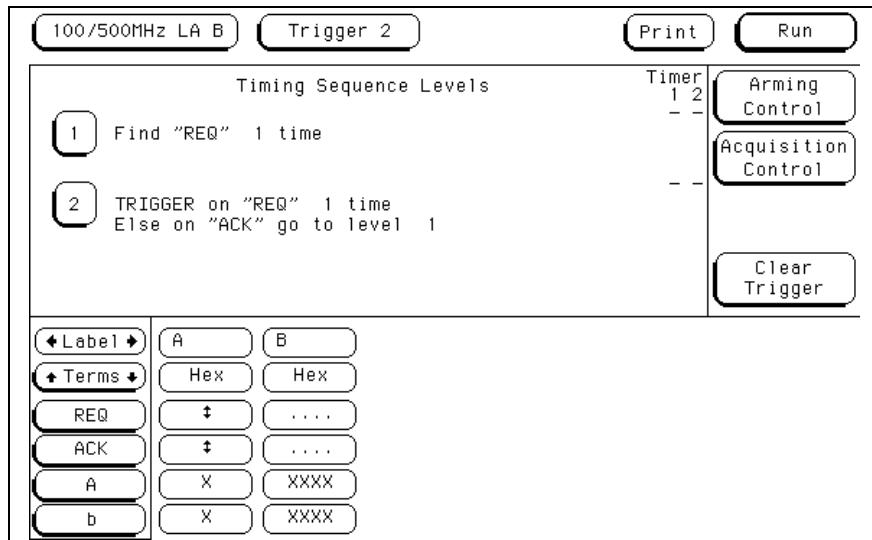 100/500MHz LA B Trigger 2 Print Run
Timing Sequence Levels
Timer
1 2
- -
1 Find "REQ" 1 time
- -
2 TRIGGER on "REQ" 1 time
Else on "ACK" go to level 1
Arming
Control
Acquisition
Control
Clear
Trigger
←Label→ A B
↑Terms↓ Hex Hex
REQ ↕ ....
ACK ↕ ....
A X XXXX
b X XXXX